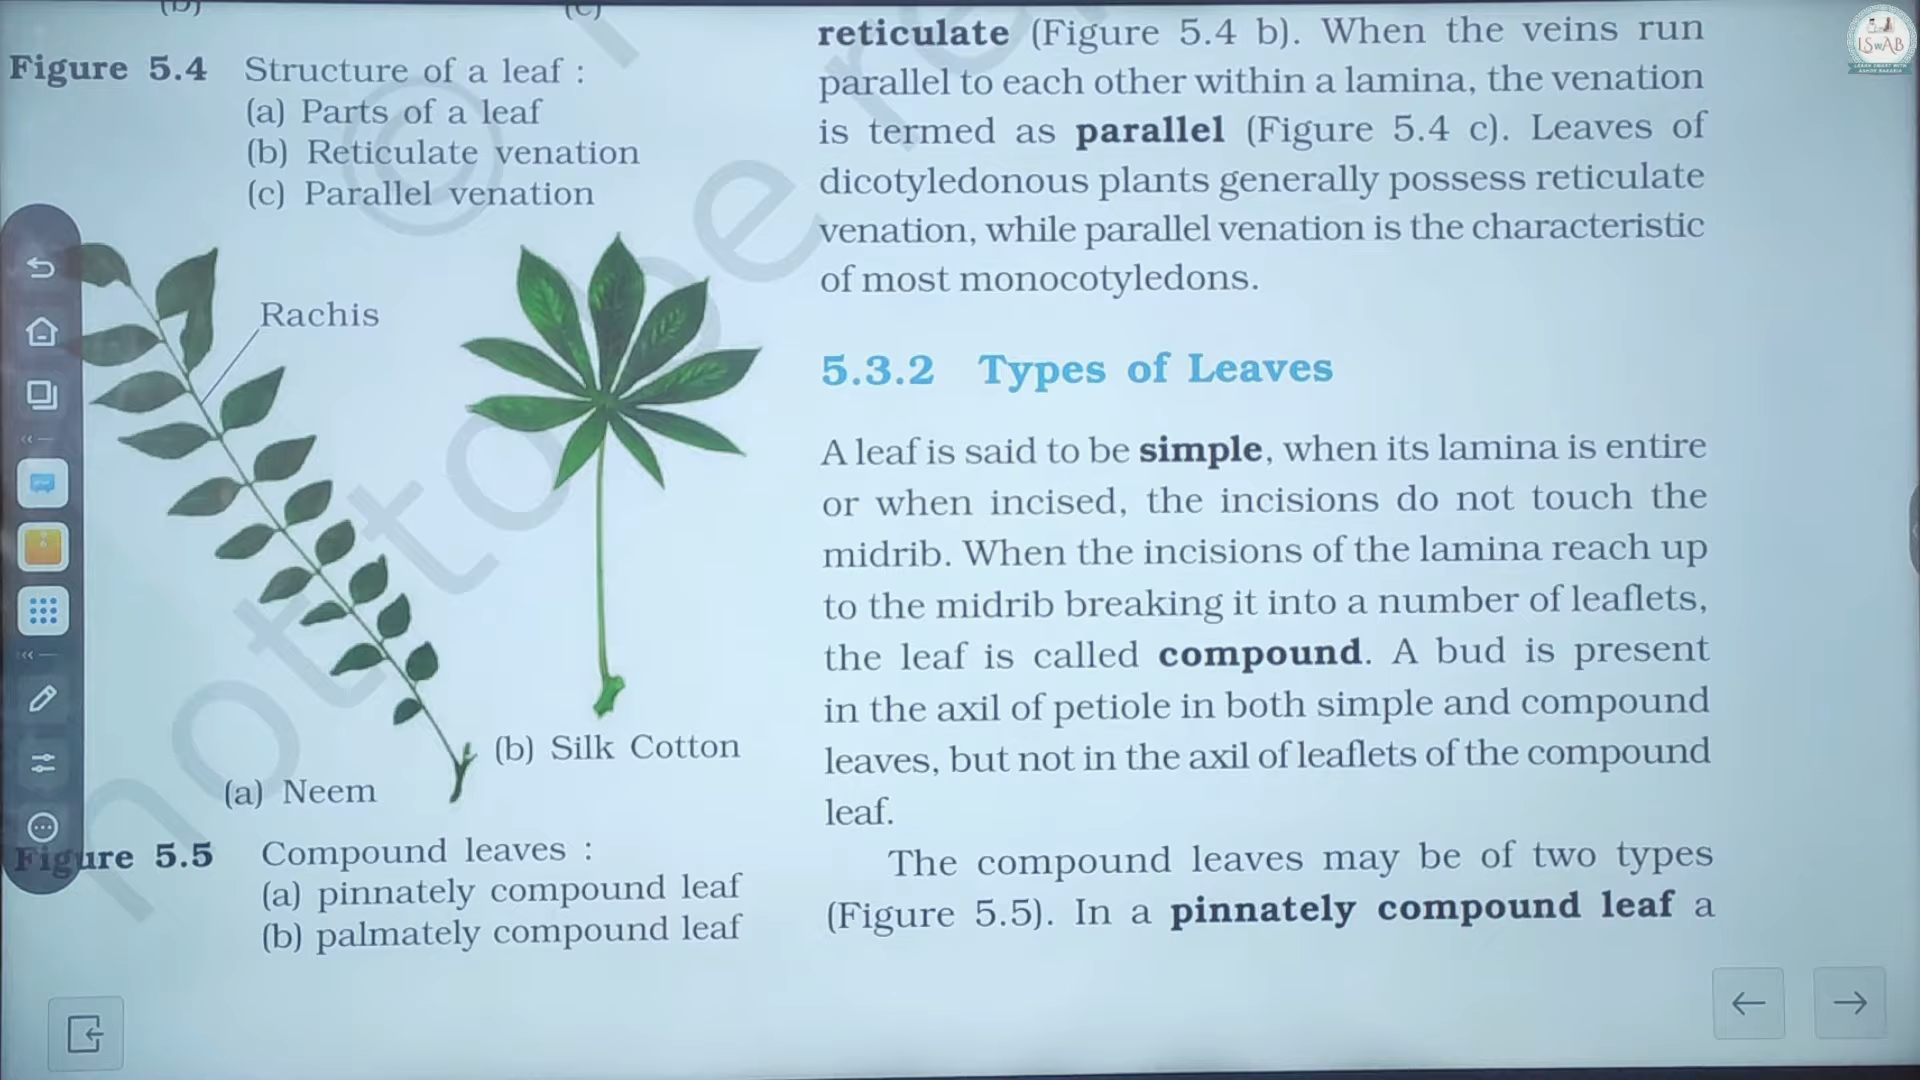 (b)
(c)
Figure 5.4 Structure of a leaf :
(a) Parts of a leaf
(b) Reticulate venation
(c) Parallel venation
Rachis
(b) Silk Cotton
(a) Neem
Figure 5.5 Compound leaves :
(a) pinnately compound leaf
(b) palmately compound leaf
reticulate (Figure 5.4 b). When the veins run
parallel to each other within a lamina, the venation
is termed as parallel (Figure 5.4 c). Leaves of
dicotyledonous plants generally possess reticulate
venation, while parallel venation is the characteristic
of most monocotyledons.
5.3.2 Types of Leaves
A leaf is said to be simple, when its lamina is entire
or when incised, the incisions do not touch the
midrib. When the incisions of the lamina reach up
to the midrib breaking it into a number of leaflets,
the leaf is called compound. A bud is present
in the axil of petiole in both simple and compound
leaves, but not in the axil of leaflets of the compound
leaf.
The compound leaves may be of two types
(Figure 5.5). In a pinnately compound leaf a
not to be re
©
LSWAB